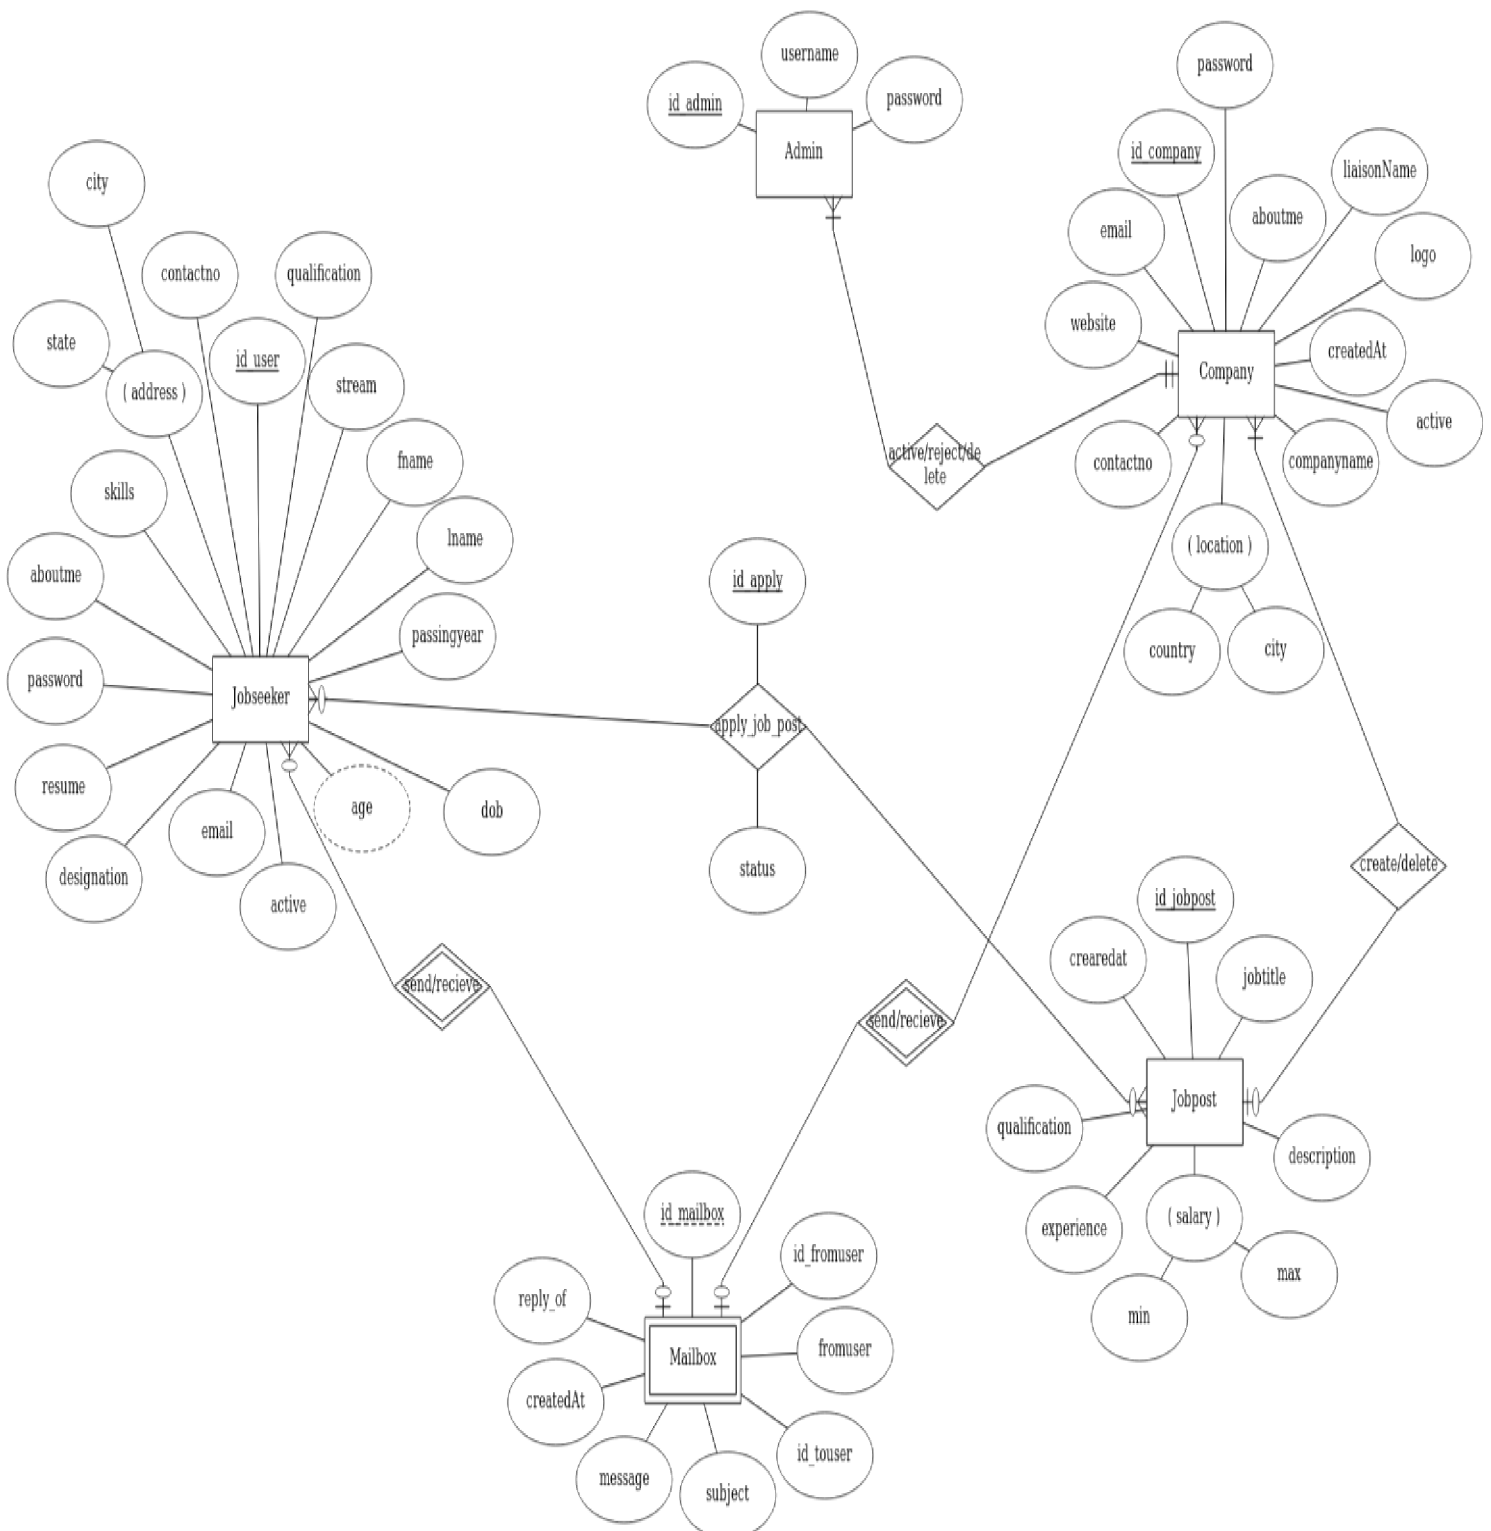 username
password
id_admin
password
Admin
id_company
liaisonName
city
aboutme
email
logo
contactno
qualification
website
state
id_user
createdAt
( address )
stream
Company
active
active/reject/de
lete
fname
contactno
companyname
skills
lname
( location )
aboutme
id_apply
passingyear
country
city
password
Jobseeker
apply_job_post
resume
age
dob
email
designation
status
create/delete
active
id_jobpost
crearedat
jobtitle
send/recieve
send/recieve
Jobpost
qualification
description
id_mailbox
( salary )
experience
id_fromuser
max
reply_of
min
fromuser
Mailbox
createdAt
id_touser
message
subject